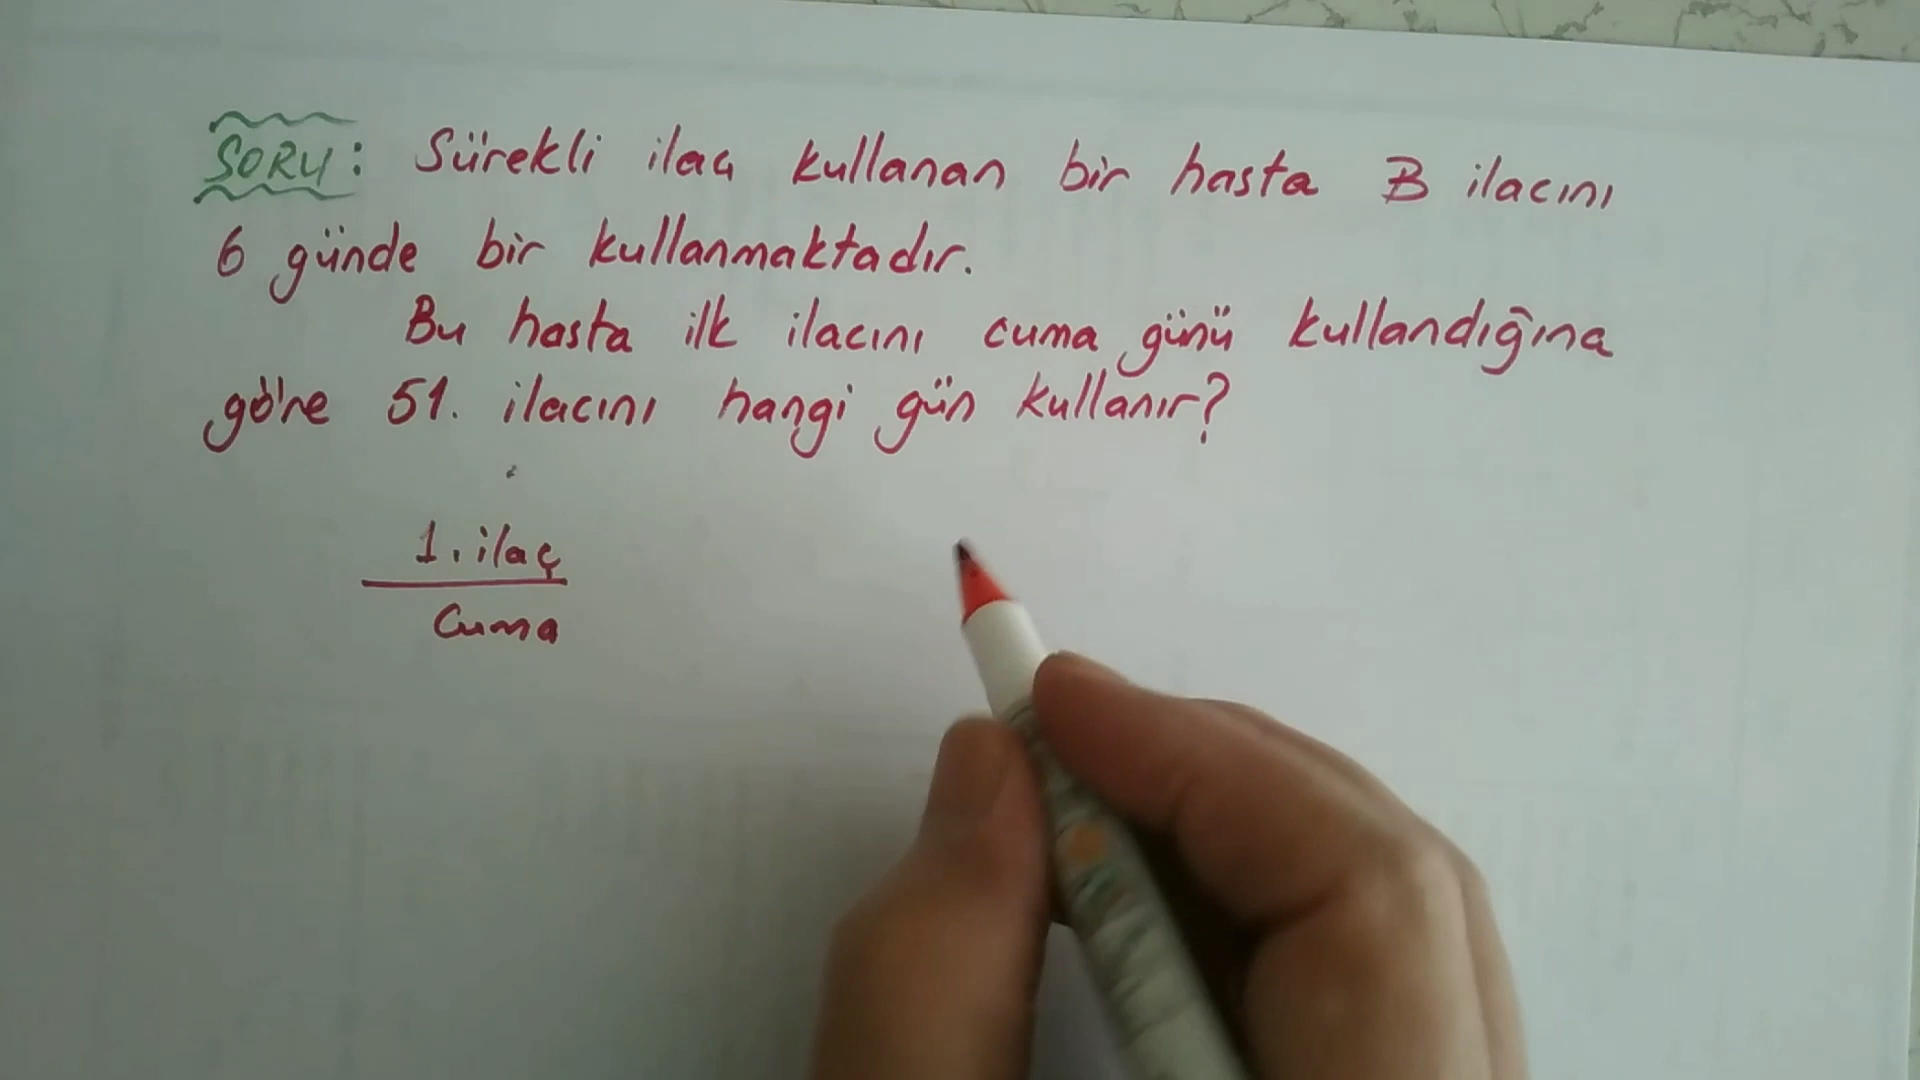 SORU: Sürekli ilaç kullanan bir hasta B ilacını
6 günde bir kullanmaktadır.
Bu hasta ilk ilacını cuma günü kullandığına
göre 51. ilacını hangi gün kullanır?
1. ilaç
Cuma